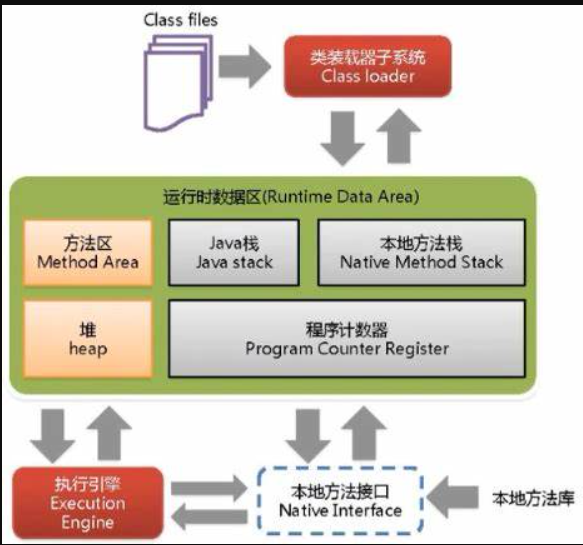 Class files
类装载器子系统
Class loader
运行时数据区(Runtime Data Area)
方法区
Method Area
Java栈
Java stack
本地方法栈
Native Method Stack
堆
heap
程序计数器
Program Counter Register
执行引擎
Execution
Engine
本地方法接口
Native Interface
本地方法库